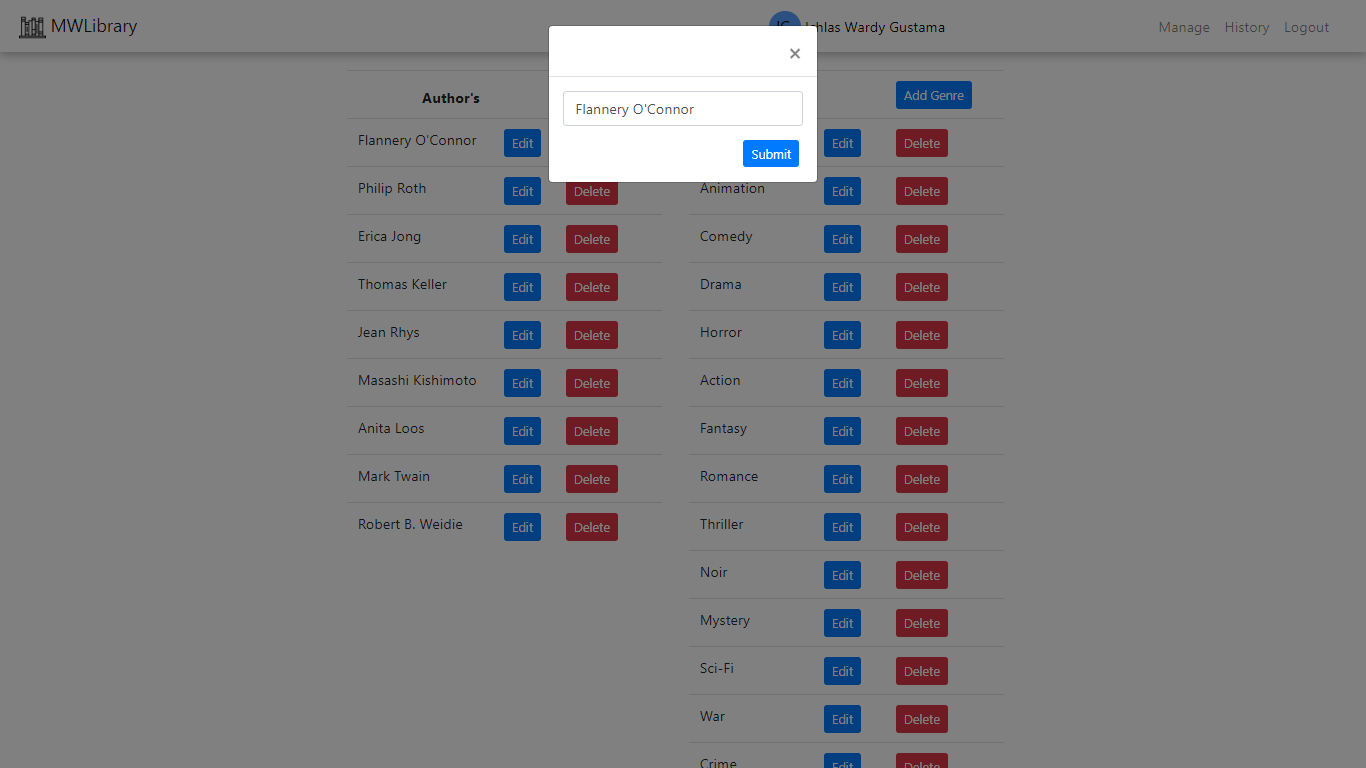 MWLibrary
hlas Wardy Gustama
Manage History Logout
×
Flannery O'Connor
Submit
Author's
Add Genre
Flannery O'Connor Edit
Edit Delete
Philip Roth Edit Delete
Animation Edit Delete
Erica Jong Edit Delete
Comedy Edit Delete
Thomas Keller Edit Delete
Drama Edit Delete
Jean Rhys Edit Delete
Horror Edit Delete
Masashi Kishimoto Edit Delete
Action Edit Delete
Anita Loos Edit Delete
Fantasy Edit Delete
Mark Twain Edit Delete
Romance Edit Delete
Robert B. Weidie Edit Delete
Thriller Edit Delete
Noir Edit Delete
Mystery Edit Delete
Sci-Fi Edit Delete
War Edit Delete
Crime Edit Delete